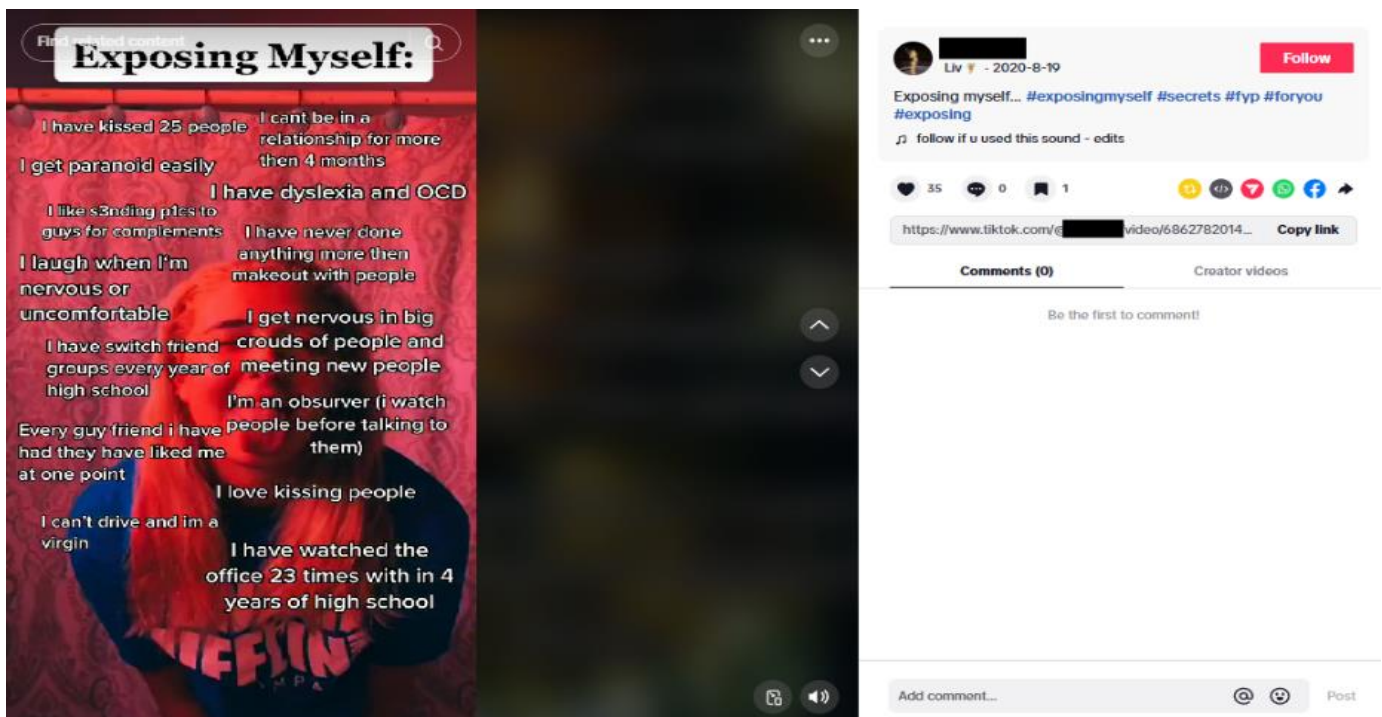 Find related content
Exposing Myself:
I have kissed 25 people
I cant be in a
relationship for more
then 4 months
I get paranoid easily
I have dyslexia and OCD
I like s3nding p1cs to
guys for complements
I have never done
anything more then
makeout with people
I laugh when I'm
nervous or
uncomfortable
I get nervous in big
crouds of people and
meeting new people
I have switch friend
groups every year of
high school
I'm an obsurver (i watch
people before talking to
them)
Every guy friend i have
had they have liked me
at one point
I love kissing people
I can't drive and im a
virgin
I have watched the
office 23 times with in 4
years of high school
Liv - 2020-8-19
Follow
Exposing myself... #exposingmyself #secrets #fyp #foryou
#exposing
follow if u used this sound - edits
35 0 1
https://www.tiktok.com/@ video/6862782014...
Copy link
Comments (0)
Creator videos
Be the first to comment!
Add comment...
Post